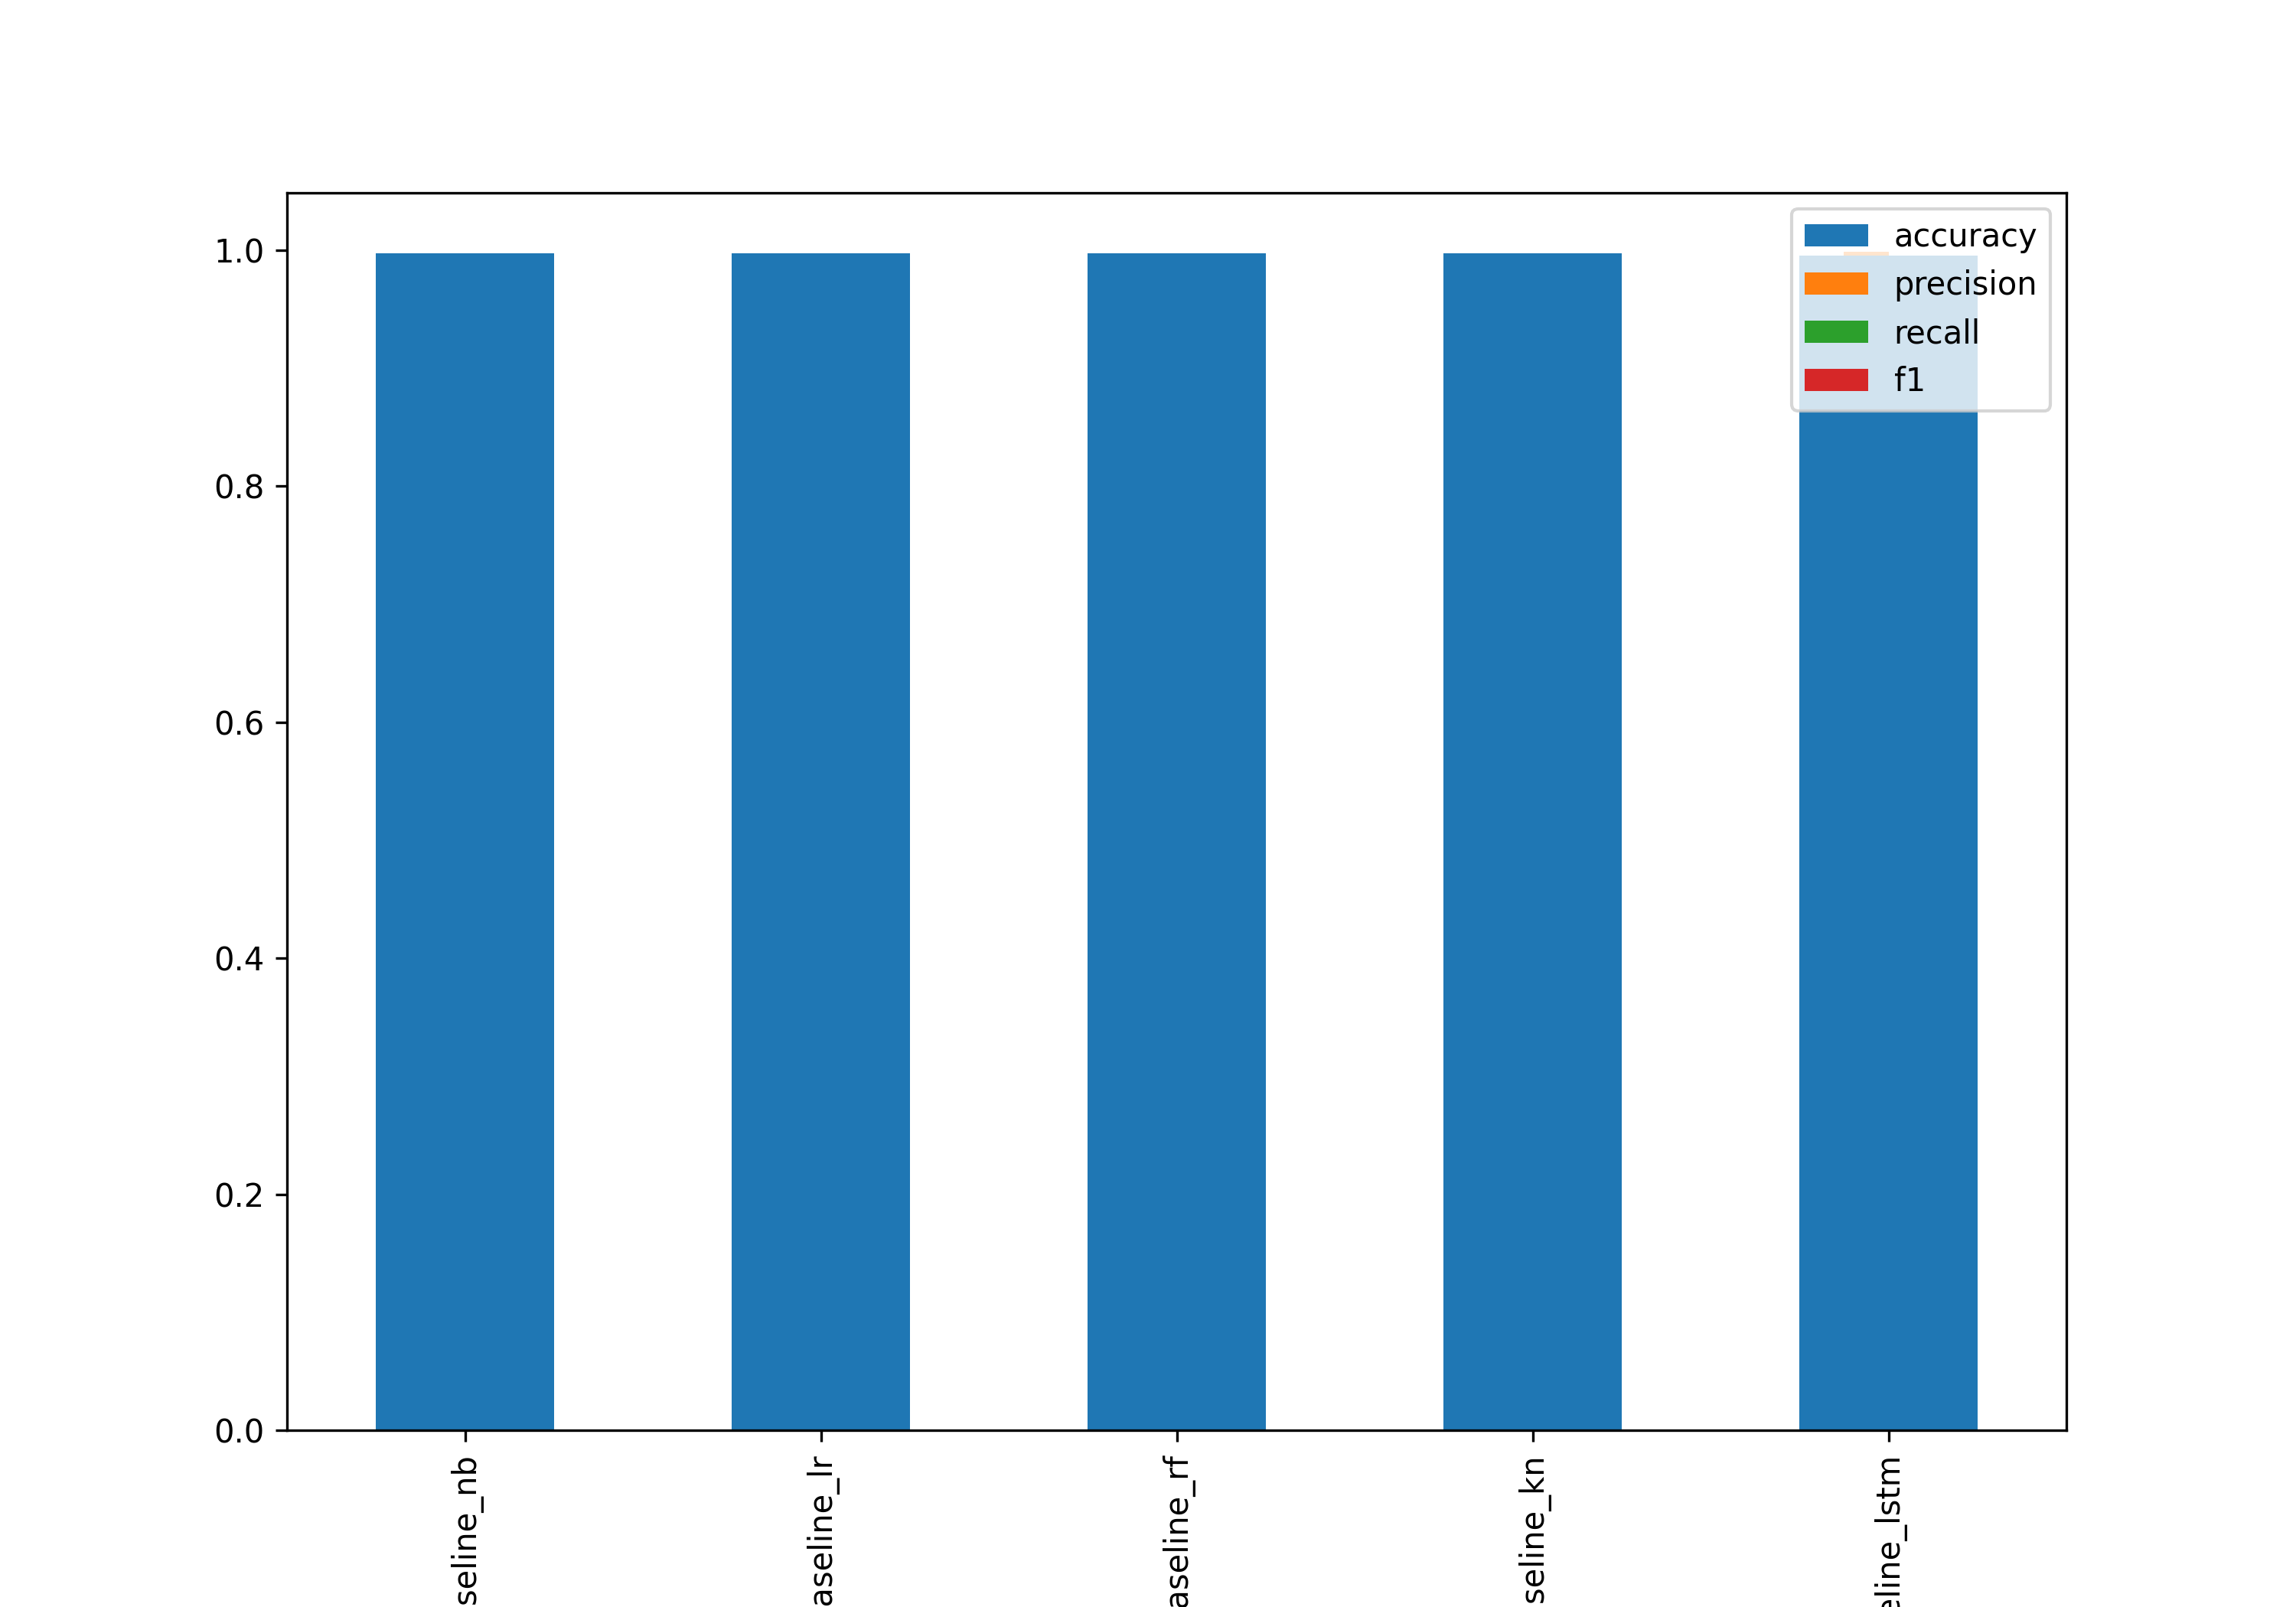 1.0
0.8
0.6
0.4
0.2
0.0
accuracy
precision
recall
f1
seline_nb
aseline_lr
aseline_rf
seline_kn
eline_lstm